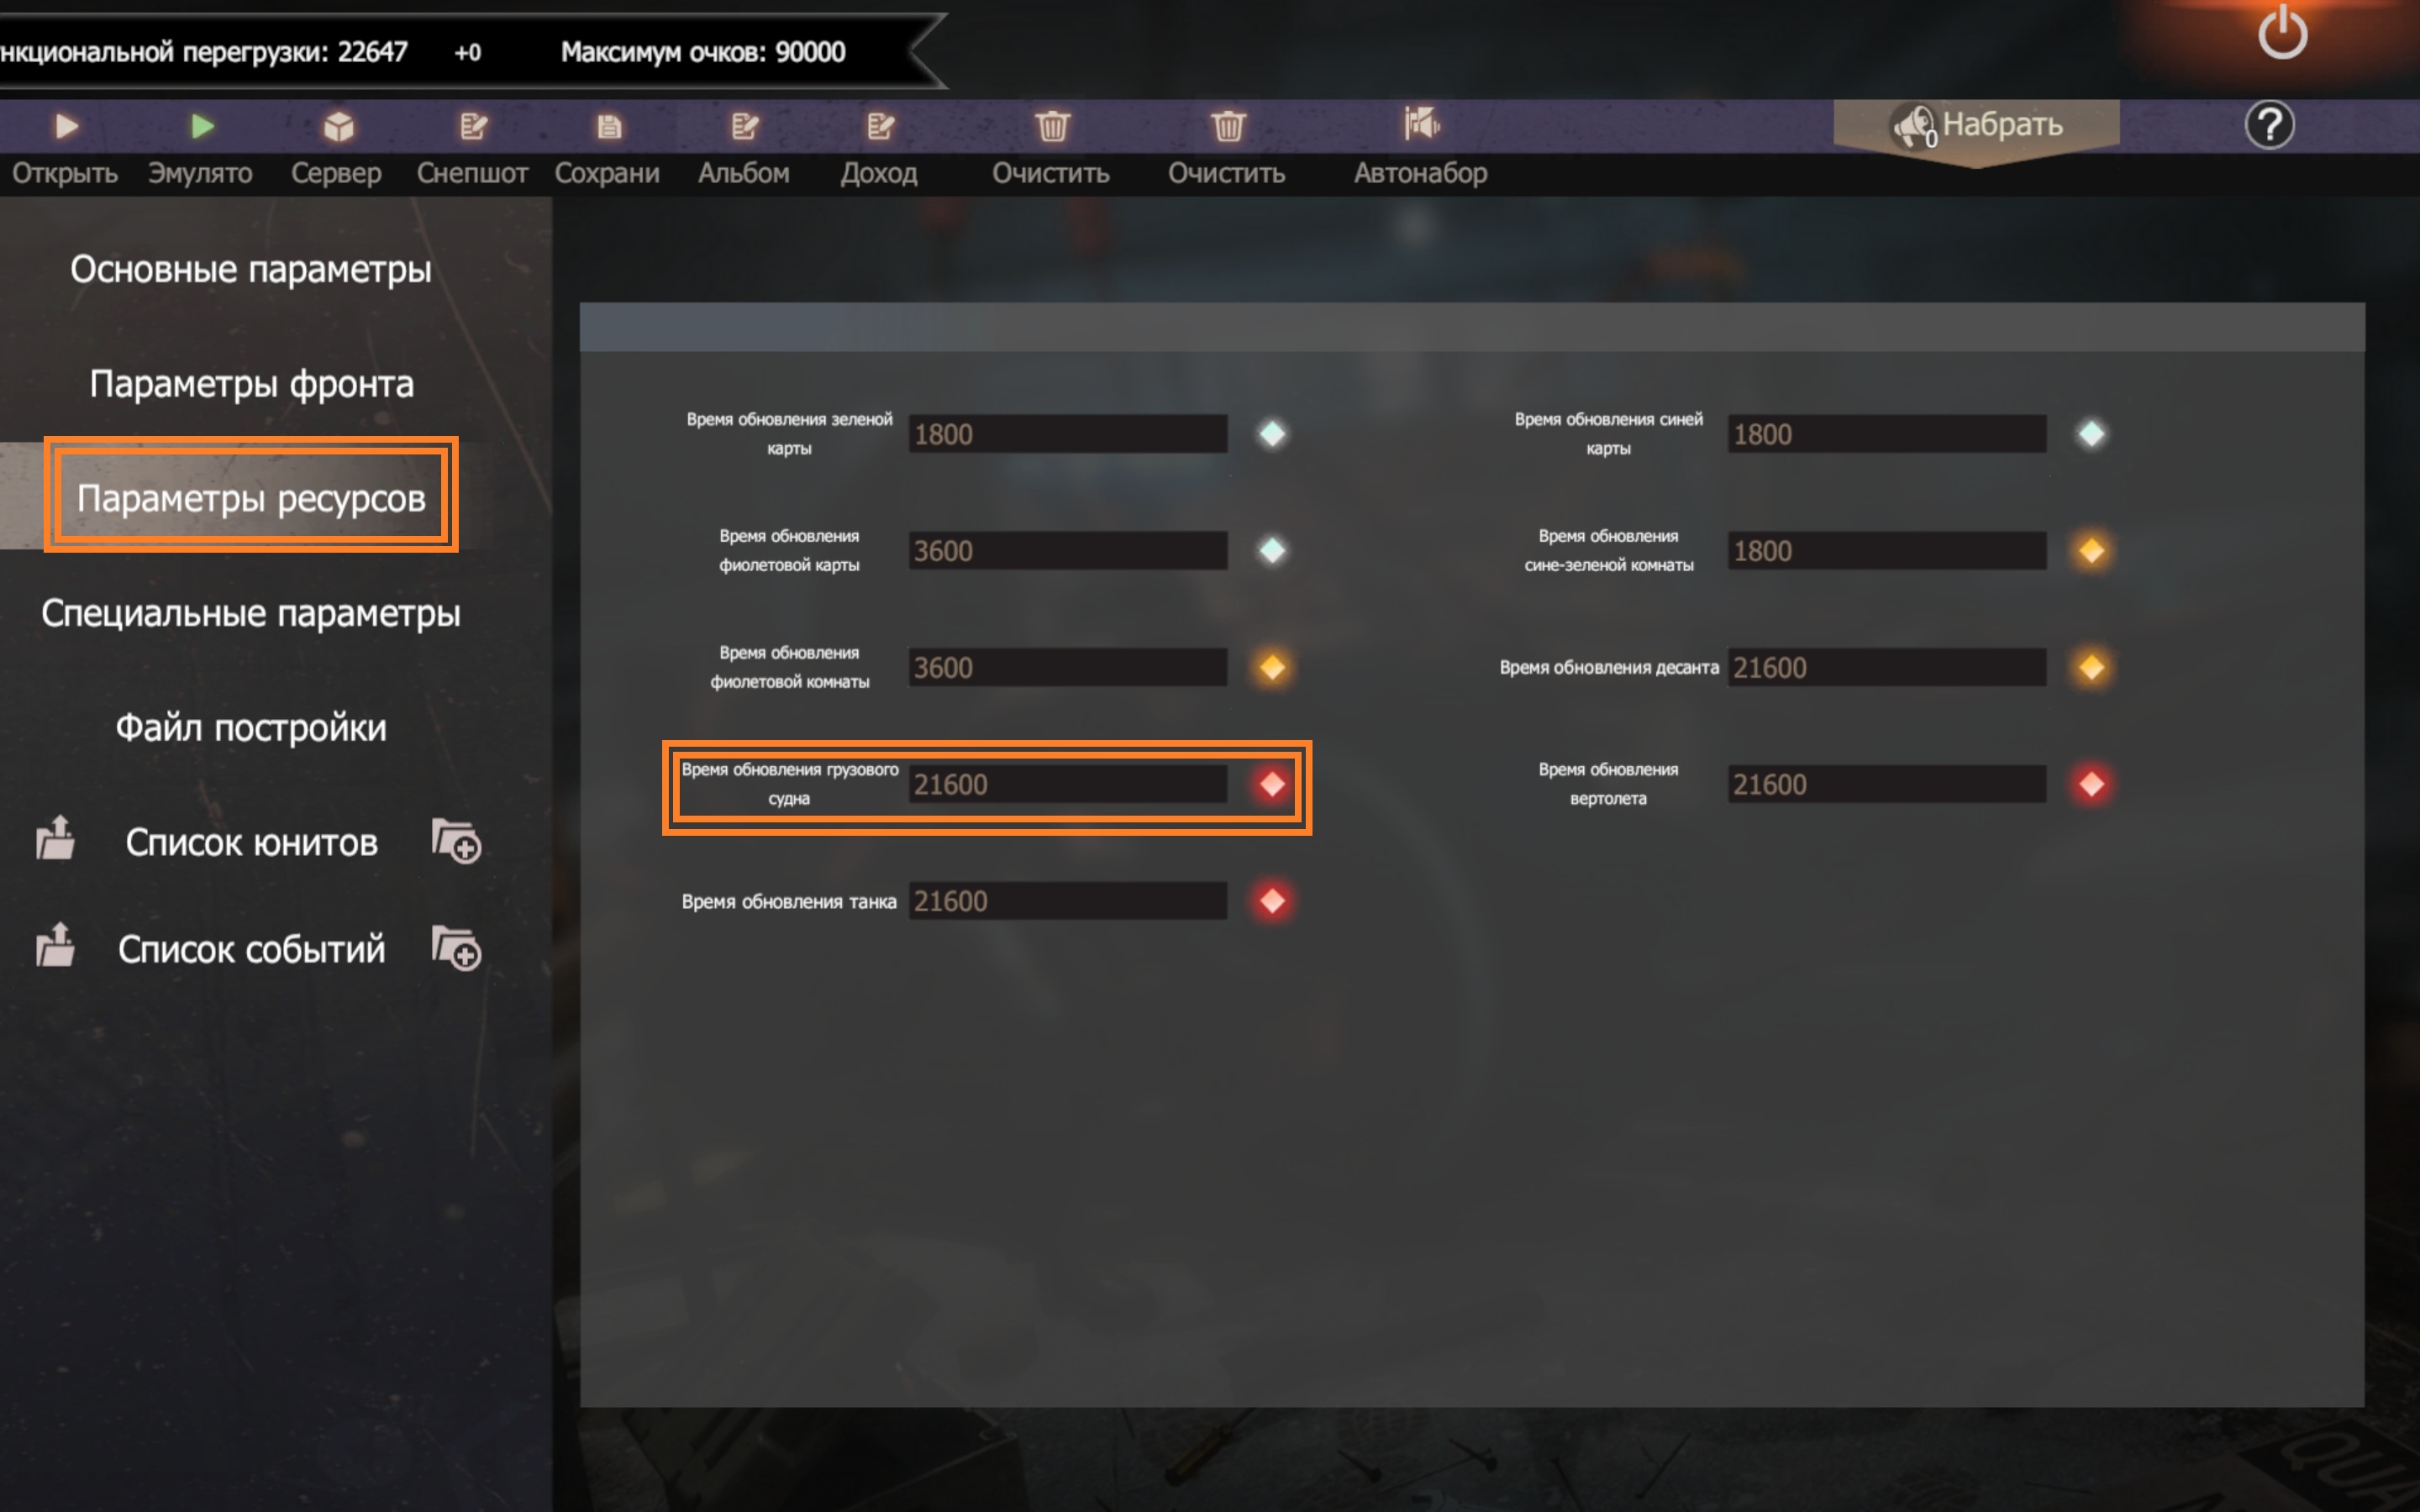 нкциональной перегрузки: 22647 +0 Максимум очков: 90000
Открыть Эмулято Сервер Снепшот Сохрани Альбом Доход Очистить Очистить Автонабор
0 Набрать ?
Основные параметры
Параметры фронта
Параметры ресурсов
Специальные параметры
Файл постройки
Список юнитов
Список событий
Время обновления зеленой
карты
1800
Время обновления синей
карты
1800
Время обновления
фиолетовой карты
3600
Время обновления
сине-зеленой комнаты
1800
Время обновления
фиолетовой комнаты
3600
Время обновления десанта 21600
Время обновления грузового
судна
21600
Время обновления
вертолета
21600
Время обновления танка 21600
QUA